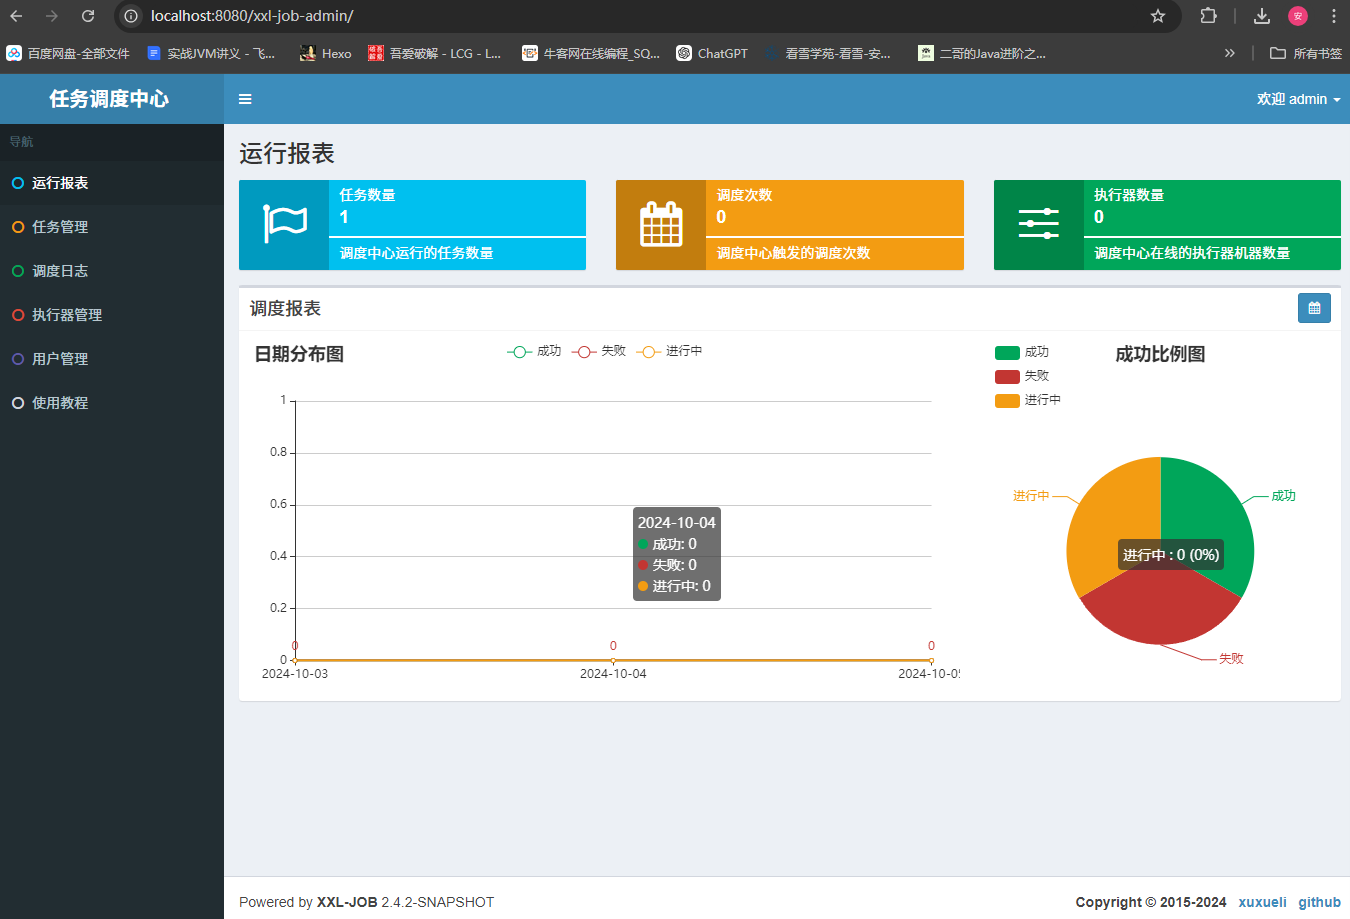 localhost:8080/xxl-job-admin/
安
百度网盘-全部文件
实战JVM讲义 - 飞...
Hexo
吾爱破解 - LCG - L...
牛客网在线编程_SQ...
ChatGPT
看雪学苑-看雪-安...
二哥的Java进阶之...
»
所有书签
任务调度中心
欢迎 admin
导航
运行报表
任务管理
调度日志
执行器管理
用户管理
使用教程
运行报表
任务数量
1
调度中心运行的任务数量
调度次数
0
调度中心触发的调度次数
执行器数量
0
调度中心在线的执行器机器数量
调度报表
日期分布图
成功 失败 进行中
1
0.8
0.6
0.4
0.2
0
0 0 0
2024-10-03 2024-10-04 2024-10-0
2024-10-04
成功: 0
失败: 0
进行中: 0
成功
失败
进行中
成功比例图
进行中
成功
进行中 : 0 (0%)
失败
Powered by XXL-JOB 2.4.2-SNAPSHOT
Copyright © 2015-2024 xuxueli github